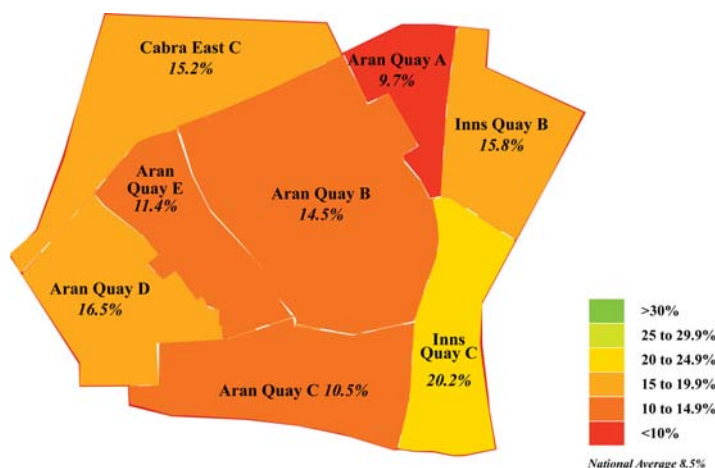 Cabra East C
15.2%
Aran Quay A
9.7%
Inns Quay B
15.8%
Aran
Quay E
11.4%
Aran Quay B
14.5%
Aran Quay D
16.5%
Inns
Quay C
20.2%
Aran Quay C 10.5%
>30%
25 to 29.9%
20 to 24.9%
15 to 19.9%
10 to 14.9%
<10%
National Average 8.5%